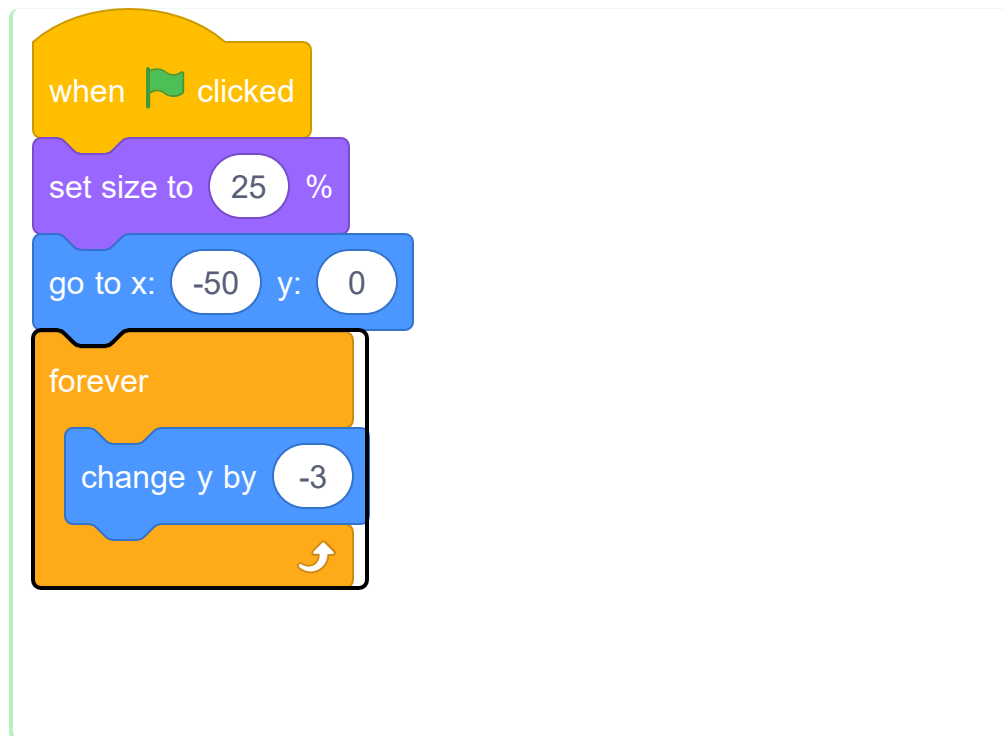 when clicked
set size to 25 %
go to x: -50 y: 0
forever
change y by -3